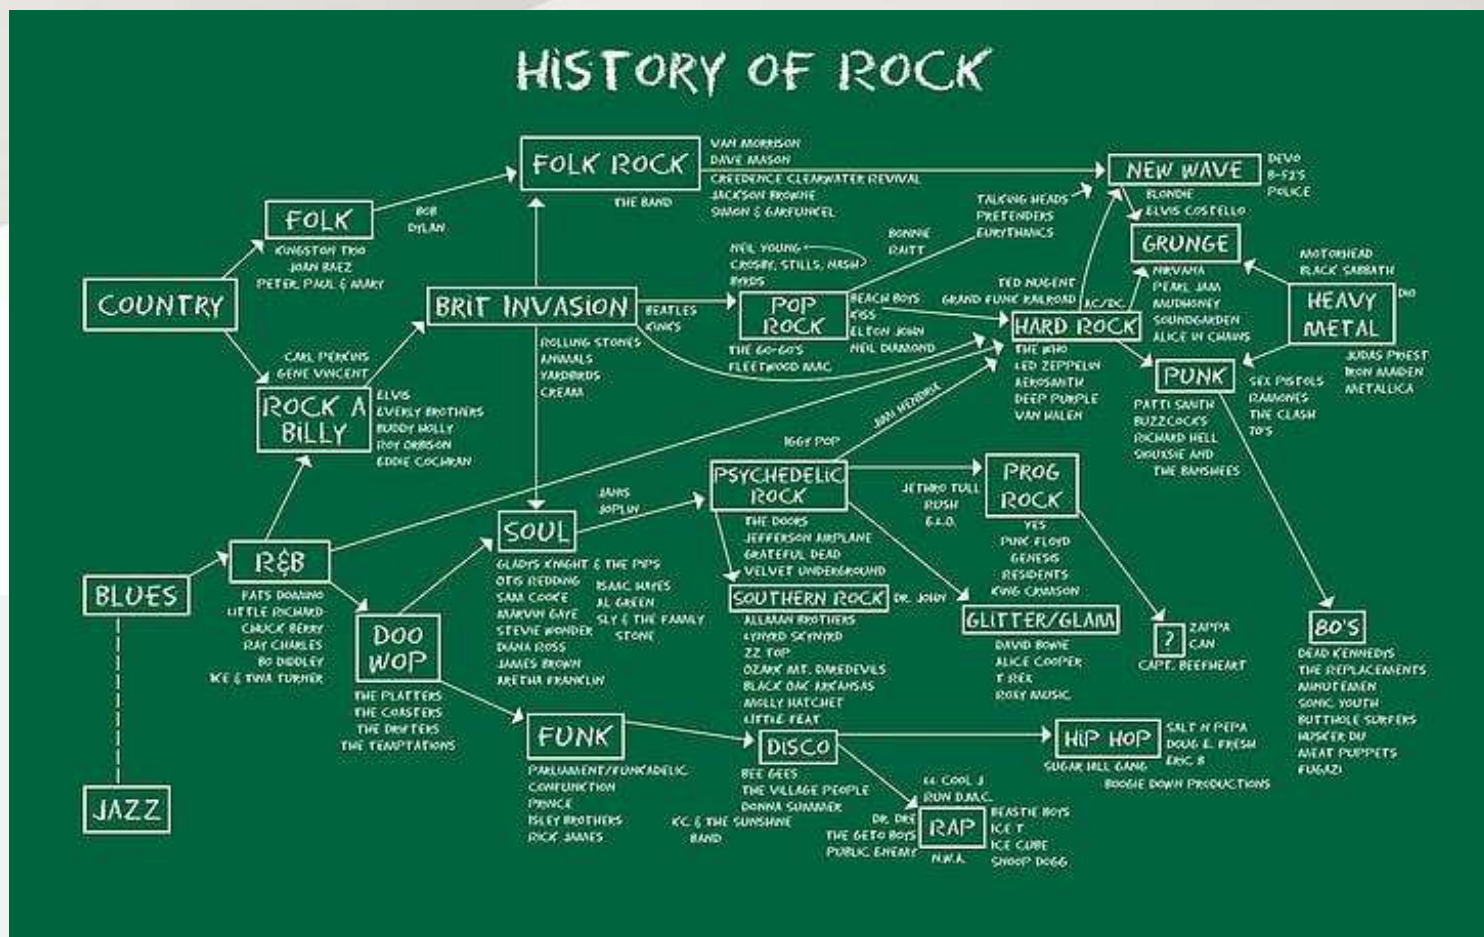 HISTORY OF ROCK
FOLK ROCK
VAN MORRISON
DAVE MASON
CREEDENCE CLEARWATER REVIVAL
JACKSON BROWNE
SIMON & GARFUNKEL
THE BAND
NEW WAVE
DEVO
B-52'S
POLICE
BLONDIE
ELVIS COSTELLO
TALKING HEADS
PRETENDERS
EURYTHMICS
FOLK
KINGSTON TRIO
JOAN BAEZ
PETER, PAUL & MARY
BOB
DYLAN
BONNIE
RAITT
GRUNGE
NIRVANA
PEARL JAM
MUDHONEY
SOUNDGARDEN
ALICE IN CHAINS
MOTORHEAD
BLACK SABBATH
HEAVY
METAL
DIO
JUDAS PRIEST
IRON MAIDEN
METALLICA
COUNTRY
BRIT INVASION
BEATLES
KINKS
ROLLING STONES
ANIMALS
YARDBIRDS
CREAM
NEIL YOUNG
CROSBY, STILLS, NASH
BYRDS
POP
ROCK
BEACH BOYS
KISS
ELTON JOHN
NEIL DIAMOND
THE GO-GO'S
FLEETWOOD MAC
TED NUGENT
GRAND FUNK RAILROAD
AC/DC
HARD ROCK
THE WHO
LED ZEPPELIN
AEROSMITH
DEEP PURPLE
VAN HALEN
PUNK
SEX PISTOLS
RAMONES
THE CLASH
70'S
PATTI SMITH
BUZZCOCK'S
RICHARD HELL
SIOUXSIE AND
THE BANSHEES
CARL PERKINS
GENE VINCENT
ROCK A
BILLY
ELVIS
EVERLY BROTHERS
BUDDY HOLLY
ROY ORBISON
EDDIE COCHRAN
JIMI HENDRIX
IGGY POP
PSYCHEDELIC
ROCK
THE DOORS
JEFFERSON AIRPLANE
GRATEFUL DEAD
VELVET UNDERGROUND
PROG
ROCK
JETHRO TULL
RUSH
E.L.O.
YES
PINK FLOYD
GENESIS
RESIDENTS
KING CRIMSON
JANIS
JOPLIN
SOUL
GLADYS KNIGHT & THE PIPS
OTIS REDDING
SAM COOKE
MARVIN GAYE
STEVIE WONDER
DIANA ROSS
JAMES BROWN
ARETHA FRANKLIN
ISAAC HAYES
AL GREEN
SLY & THE FAMILY
STONE
R&B
FATS DOMINO
LITTLE RICHARD
CHUCK BERRY
RAY CHARLES
BO DIDDLEY
IKE & TINA TURNER
BLUES
DOO
WOP
THE PLATTERS
THE COASTERS
THE DRIFTERS
THE TEMPTATIONS
SOUTHERN ROCK
DR. JOHN
ALLMAN BROTHERS
LYNYRD SKYNYRD
ZZ TOP
OZARK MT. DAREDEVILS
BLACK OAK ARKANSAS
MOLLY HATCHET
LITTLE FEAT
GLITTER/GLAM
DAVID BOWIE
ALICE COOPER
T REX
ROXY MUSIC
?
ZAPPA
CAN
CAPT. BEEFHEART
80'S
DEAD KENNEDYS
THE REPLACEMENTS
MINUTEMEN
SONIC YOUTH
BUTTHOLE SURFERS
HUSKER DU
MEAT PUPPETS
FUGAZI
FUNK
PARLIAMENT/FUNKADELIC
CONFUNKTION
PRINCE
ISLEY BROTHERS
RICK JAMES
DISCO
BEE GEES
THE VILLAGE PEOPLE
DONNA SUMMER
KC & THE SUNSHINE
BAND
HIP HOP
SALT N PEPA
DOUG E. FRESH
ERIC B
SUGAR HILL GANG
BOOGIE DOWN PRODUCTIONS
LL COOL J
RUN D.M.C.
RAP
DR. DRE
THE GETO BOYS
PUBLIC ENEMY
N.W.A.
BEASTIE BOYS
ICE T
ICE CUBE
SNOOP DOGG
JAZZ